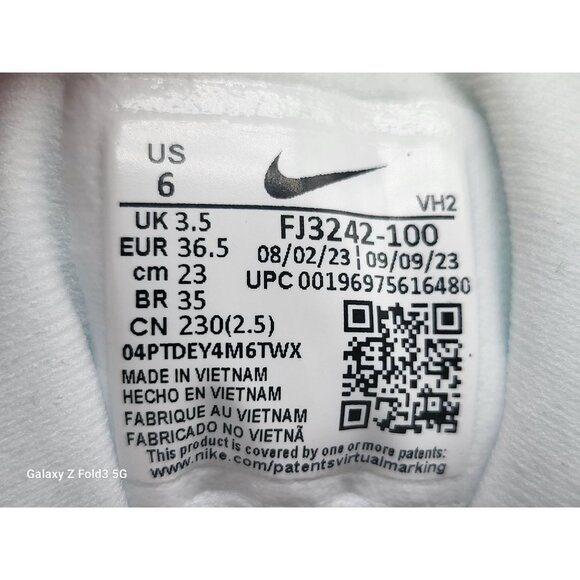 US
6
VH2
UK 3.5
EUR 36.5
cm 23
BR 35
CN 230(2.5)
FJ3242-100
08/02/23 | 09/09/23
UPC 00196975616480
04PTDEY4M6TWX
MADE IN VIETNAM
HECHO EN VIETNAM
FABRIQUE AU VIETNAM
FABRICADO NO VIETNÃ
This product is covered by one or more patents:
www.nike.com/patentsvirtualmarking
Galaxy Z Fold3 5G